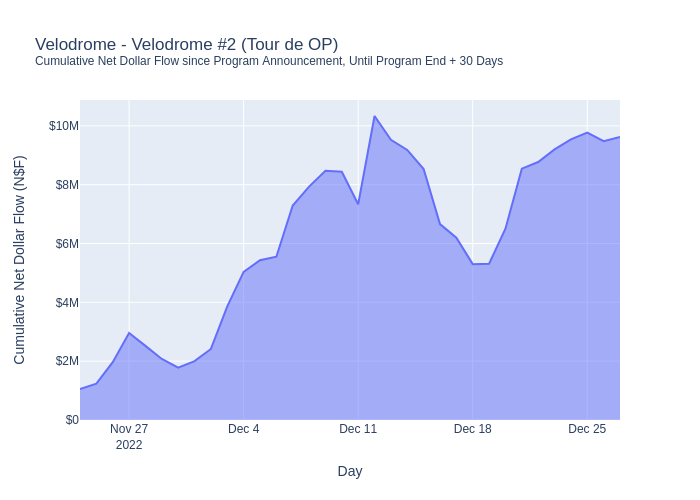 Velodrome - Velodrome #2 (Tour de OP)
Cumulative Net Dollar Flow since Program Announcement, Until Program End + 30 Days
Cumulative Net Dollar Flow (N$F)
$10M
$8M
$6M
$4M
$2M
$0
Nov 27
2022
Dec 4
Dec 11
Dec 18
Dec 25
Day